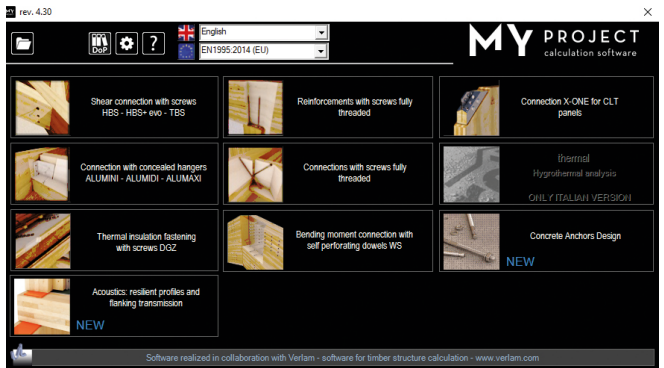 MY rev. 4.30
DoP
?
English
EN1995:2014 (EU)
MY PROJECT
calculation software
Shear connection with screws
HBS - HBS+ evo - TBS
Reinforcements with screws fully
threaded
Connection X-ONE for CLT
panels
Connection with concealed hangers
ALUMINI - ALUMIDI - ALUMAXI
Connections with screws fully
threaded
thermal
Hygrothermal analysis
ONLY ITALIAN VERSION
Thermal insulation fastening
with screws DGZ
Bending moment connection with
self perforating dowels WS
Concrete Anchors Design
NEW
Acoustics: resilient profiles and
flanking transmission
NEW
Software realized in collaboration with Verlam - software for timber structure calculation - www.verlam.com